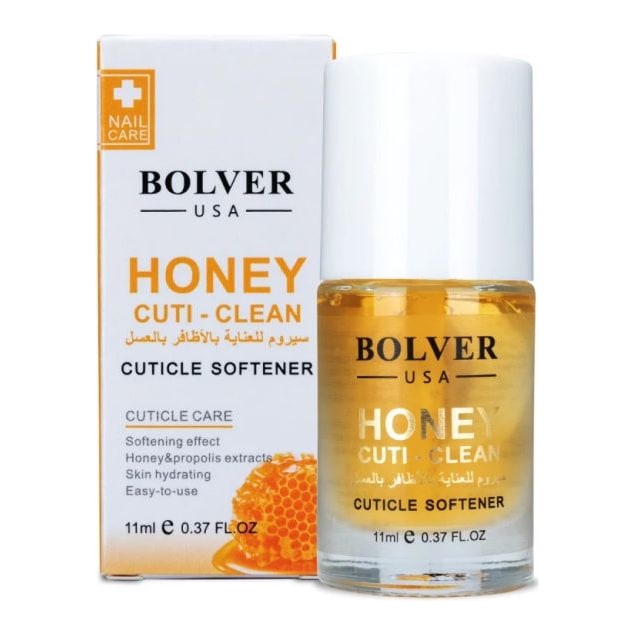 NAIL
CARE
BOLVER
USA
HONEY
CUTI - CLEAN
سيروم للعناية بالأظافر بالعسل
CUTICLE SOFTENER
CUTICLE CARE
Softening effect
Honey&propolis extracts
Skin hydrating
Easy-to-use
11ml e 0.37 FL.OZ
BOLVER
USA
HONEY
CUTI - CLEAN
سيروم للعناية بالأظافر بالعسل
CUTICLE SOFTENER
11ml e 0.37 FL.OZ